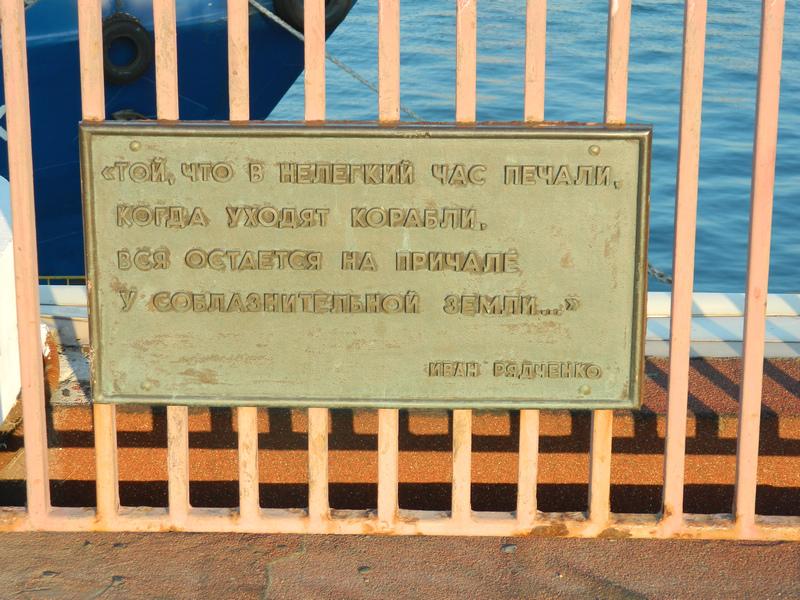 «ТОЙ, ЧТО В НЕЛЕГКИЙ ЧАС ПЕЧАЛИ,
КОГДА УХОДЯТ КОРАБЛИ,
ВСЯ ОСТАЕТСЯ НА ПРИЧАЛЕ
У СОБЛАЗНИТЕЛЬНОЙ ЗЕМЛИ...»
ИВАН РЯДЧЕНКО